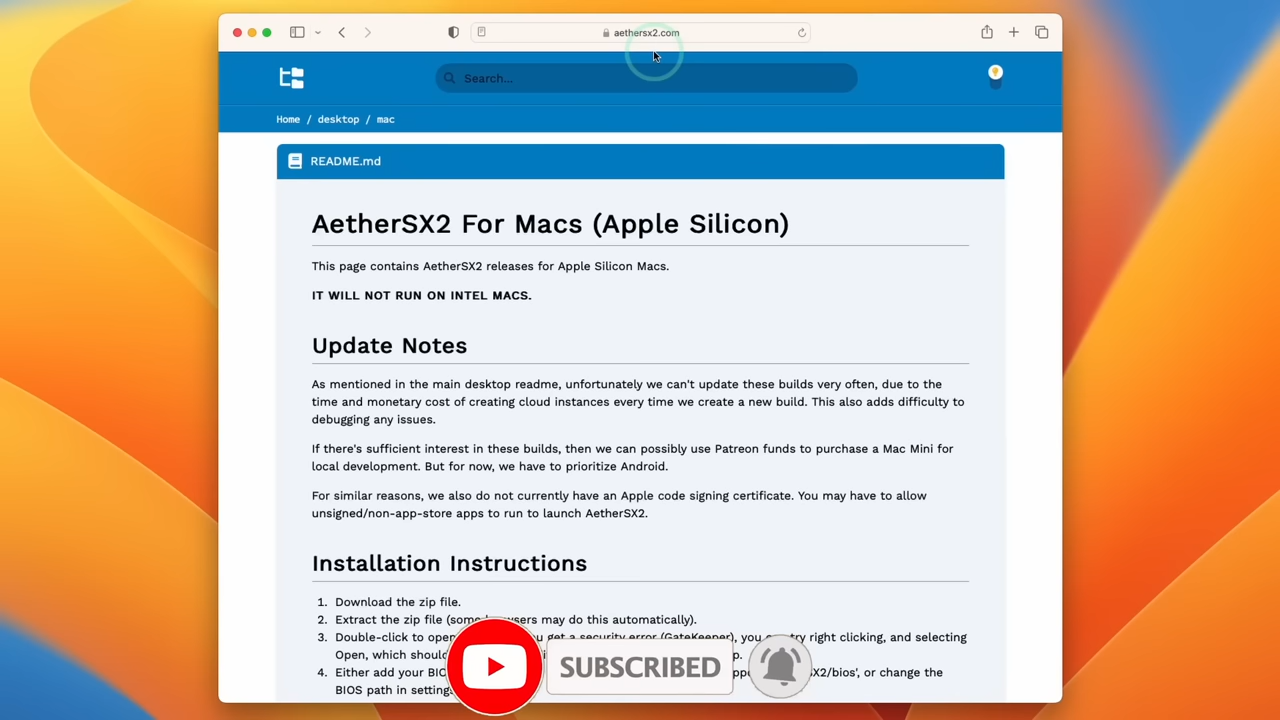 aethersx2.com
Search...
Home / desktop / mac
README.md
AetherSX2 For Macs (Apple Silicon)
This page contains AetherSX2 releases for Apple Silicon Macs.
IT WILL NOT RUN ON INTEL MACS.
Update Notes
As mentioned in the main desktop readme, unfortunately we can't update these builds very often, due to the
time and monetary cost of creating cloud instances every time we create a new build. This also adds difficulty to
debugging any issues.
If there's sufficient interest in these builds, then we can possibly use Patreon funds to purchase a Mac Mini for
local development. But for now, we have to prioritize Android.
For similar reasons, we also do not currently have an Apple code signing certificate. You may have to allow
unsigned/non-app-store apps to run to launch AetherSX2.
Installation Instructions
1. Download the zip file.
2. Extract the zip file (some browsers may do this automatically).
3. Double-click to open get a security error (GateKeeper), you can try right clicking, and selecting
Open, which
4. Either add your BIOS or change the
BIOS path in settings
SUBSCRIBED